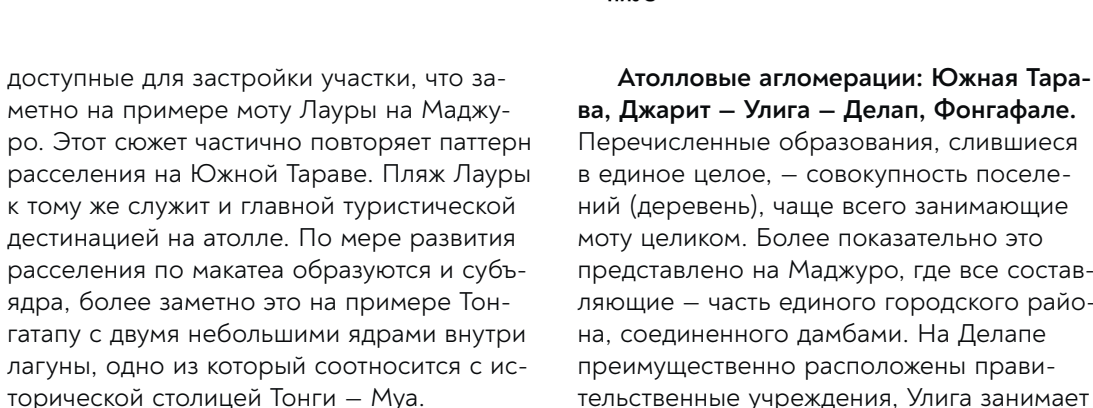 доступные для застройки участки, что за-
метно на примере моту Лауры на Маджу-
ро. Этот сюжет частично повторяет паттерн
расселения на Южной Тараве. Пляж Лауры
к тому же служит и главной туристической
дестинацией на атолле. По мере развития
расселения по макатеа образуются и субъ-
ядра, более заметно это на примере Тон-
гатапу с двумя небольшими ядрами внутри
лагуны, одно из который соотносится с ис-
торической столицей Тонги – Муа.
Атолловые агломерации: Южная Тара-
ва, Джарит – Улига – Делап, Фонгафале.
Перечисленные образования, слившиеся
в единое целое, – совокупность поселе-
ний (деревень), чаще всего занимающие
моту целиком. Более показательно это
представлено на Маджуро, где все состав-
ляющие – часть единого городского райо-
на, соединенного дамбами. На Делапе
преимущественно расположены прави-
тельственные учреждения, Улига занимает